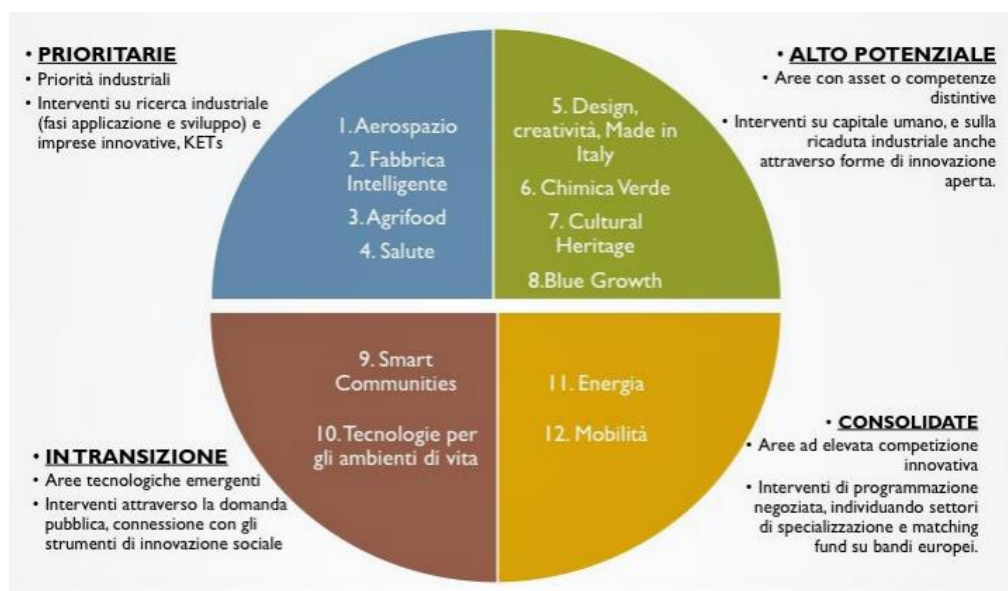 • PRIORITARIE
• Priorità industriali
• Interventi su ricerca industriale
(fasi applicazione e sviluppo) e
imprese innovative, KETs
1. Aerospazio
2. Fabbrica
Intelligente
3. Agrifood
4. Salute
5. Design,
creatività, Made in
Italy
6. Chimica Verde
7. Cultural
Heritage
8.Blue Growth
• ALTO POTENZIALE
• Aree con asset o competenze
distintive
• Interventi su capitale umano, e sulla
ricaduta industriale anche
attraverso forme di innovazione
aperta.
• IN TRANSIZIONE
• Aree tecnologiche emergenti
• Interventi attraverso la domanda
pubblica, connessione con gli
strumenti di innovazione sociale
9. Smart
Communities
10. Tecnologie per
gli ambienti di vita
11. Energia
12. Mobilità
• CONSOLIDATE
• Aree ad elevata competizione
innovativa
• Interventi di programmazione
negoziata, individuando settori
di specializzazione e matching
fund su bandi europei.